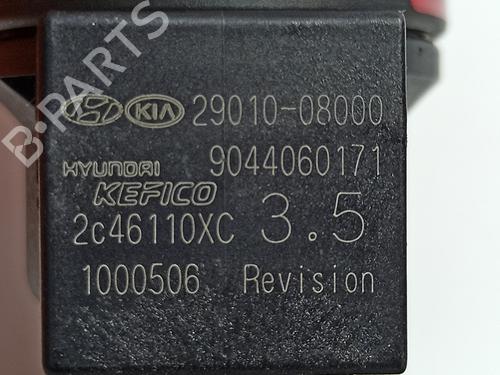 B-PARTS
KIA 29010-08000
HYUNDAI 9044060171
KEFICO
2c46110XC 3.5
1000506 Revision